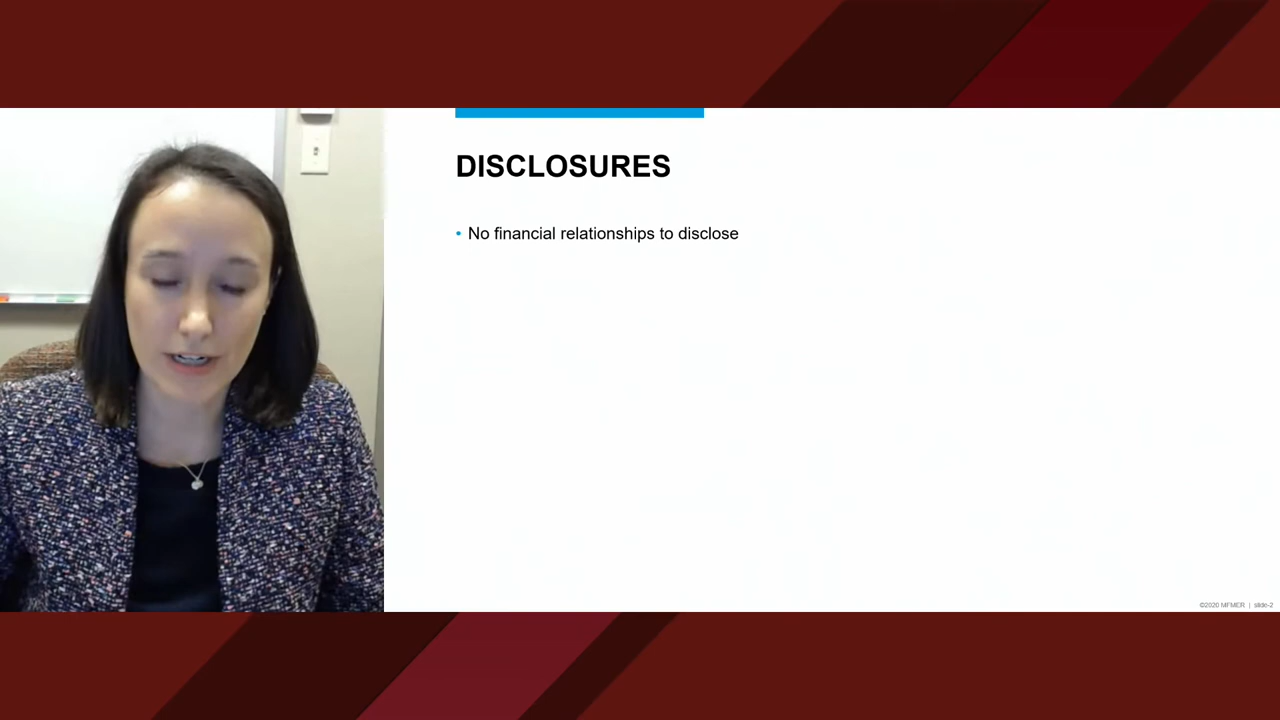 DISCLOSURES
• No financial relationships to disclose
©2020 MFMER | slide-2